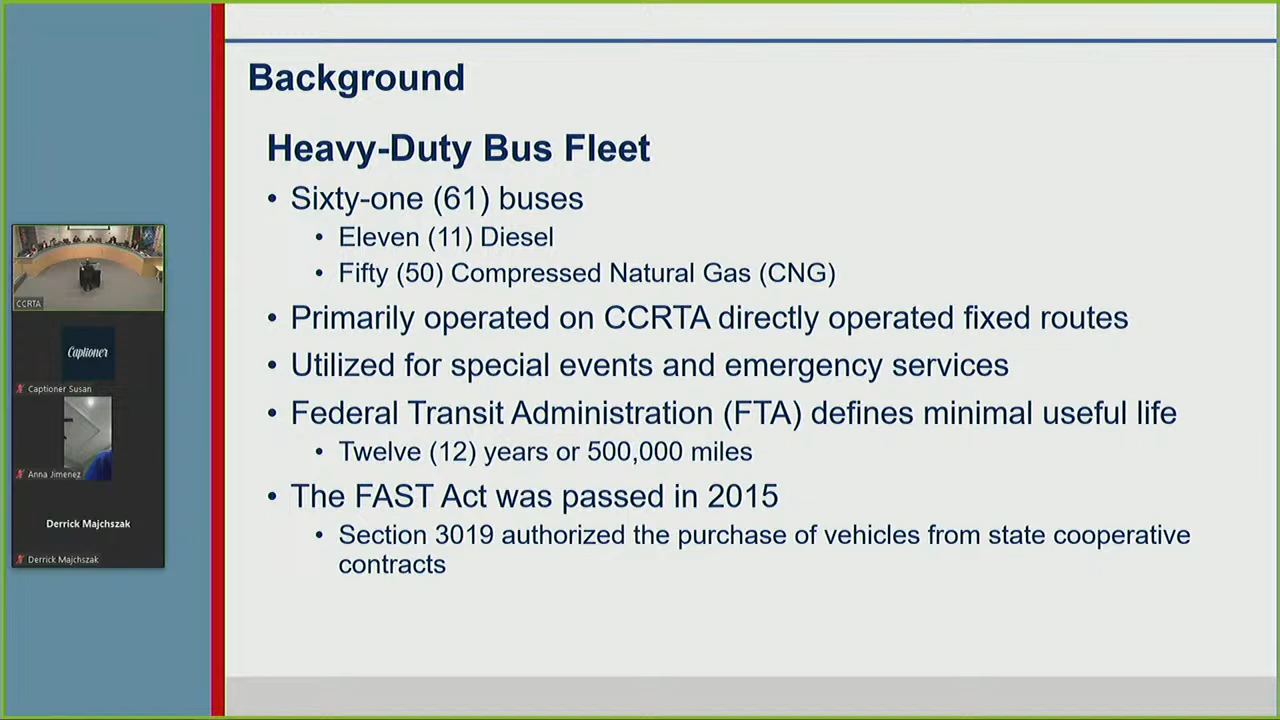 Background
Heavy-Duty Bus Fleet
• Sixty-one (61) buses
• Eleven (11) Diesel
• Fifty (50) Compressed Natural Gas (CNG)
• Primarily operated on CCRTA directly operated fixed routes
• Utilized for special events and emergency services
• Federal Transit Administration (FTA) defines minimal useful life
• Twelve (12) years or 500,000 miles
• The FAST Act was passed in 2015
• Section 3019 authorized the purchase of vehicles from state cooperative
contracts
CCRTA
Captioner
Captioner Susan
Anna Jimenez
Derrick Majchszak
Derrick Majchszak